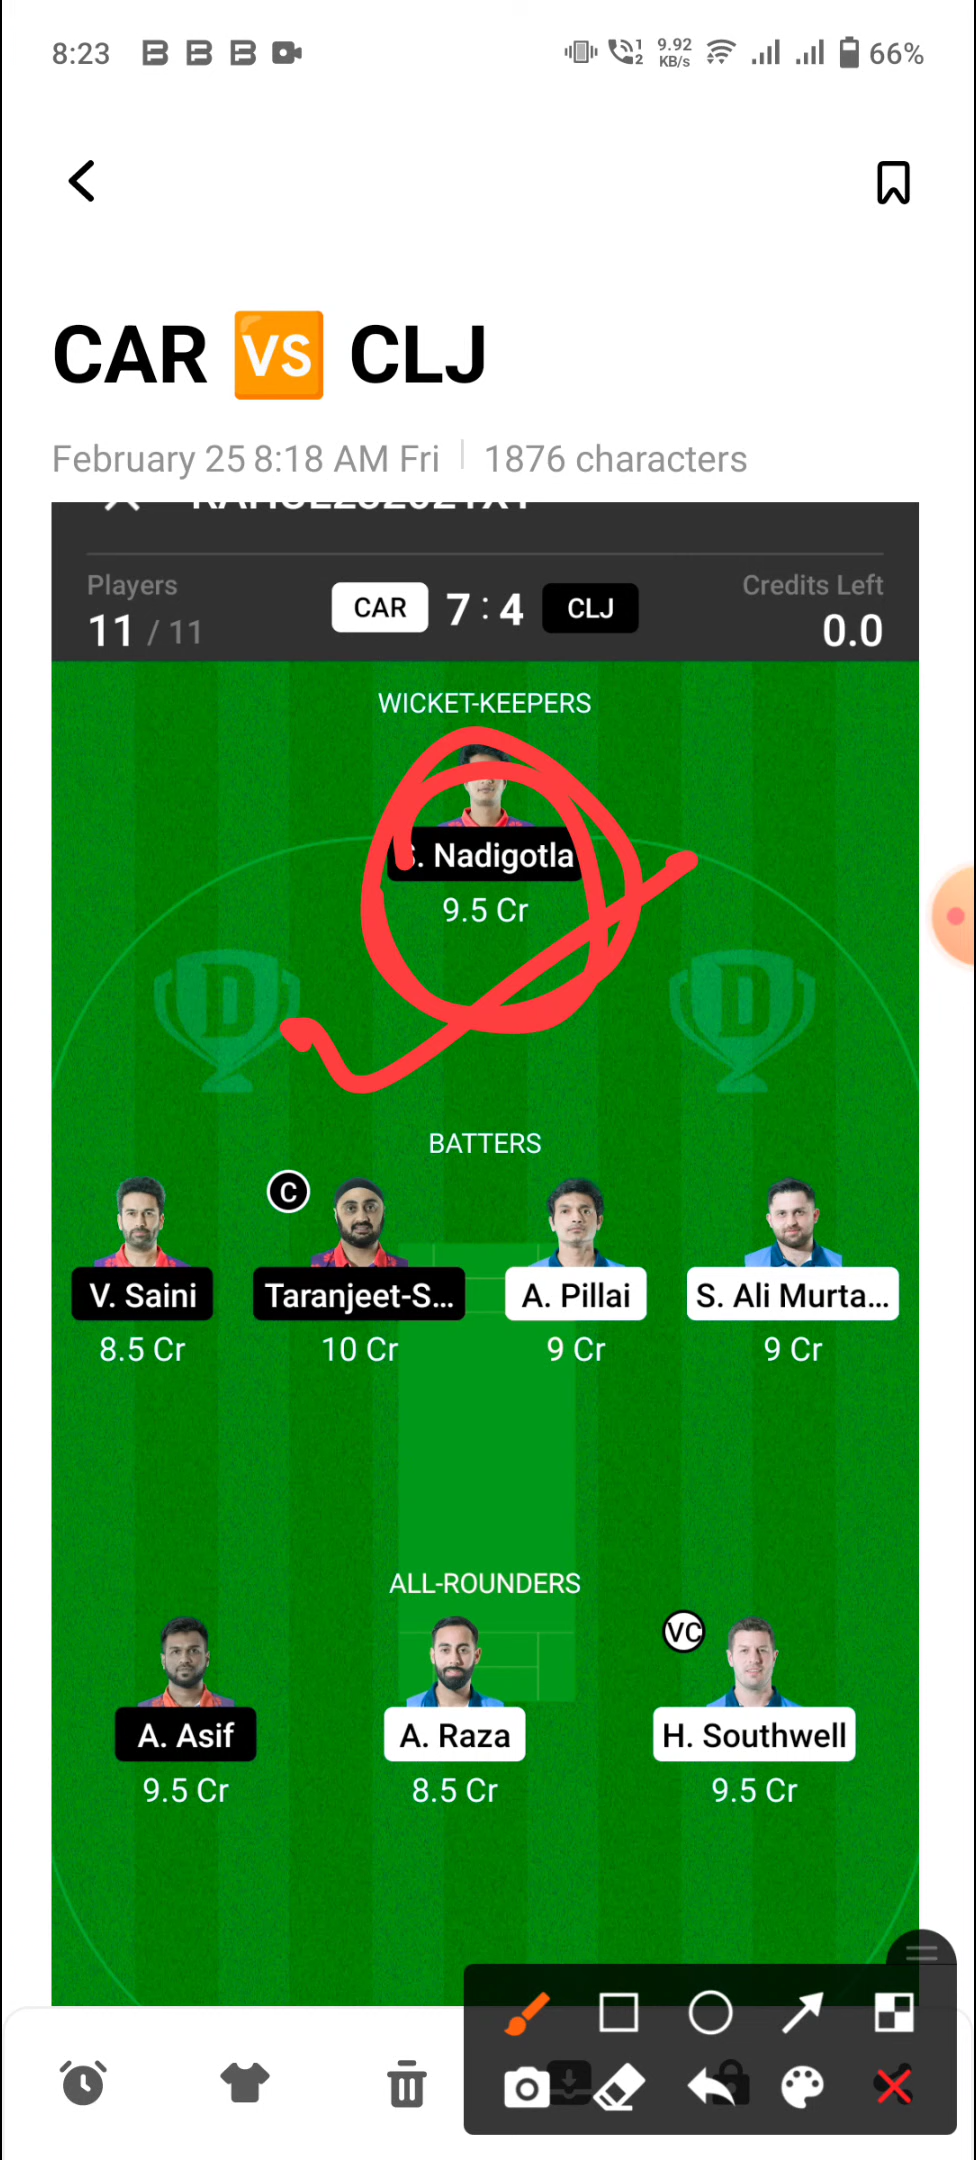 8:23 9.92 KB/s 66%
CAR VS CLJ
February 25 8:18 AM Fri | 1876 characters
Players
11 / 11
CAR 7 : 4 CLJ
Credits Left
0.0
WICKET-KEEPERS
S. Nadigotla
9.5 Cr
BATTERS
C
V. Saini Taranjeet-S... A. Pillai S. Ali Murta...
8.5 Cr 10 Cr 9 Cr 9 Cr
ALL-ROUNDERS
VC
A. Asif A. Raza H. Southwell
9.5 Cr 8.5 Cr 9.5 Cr